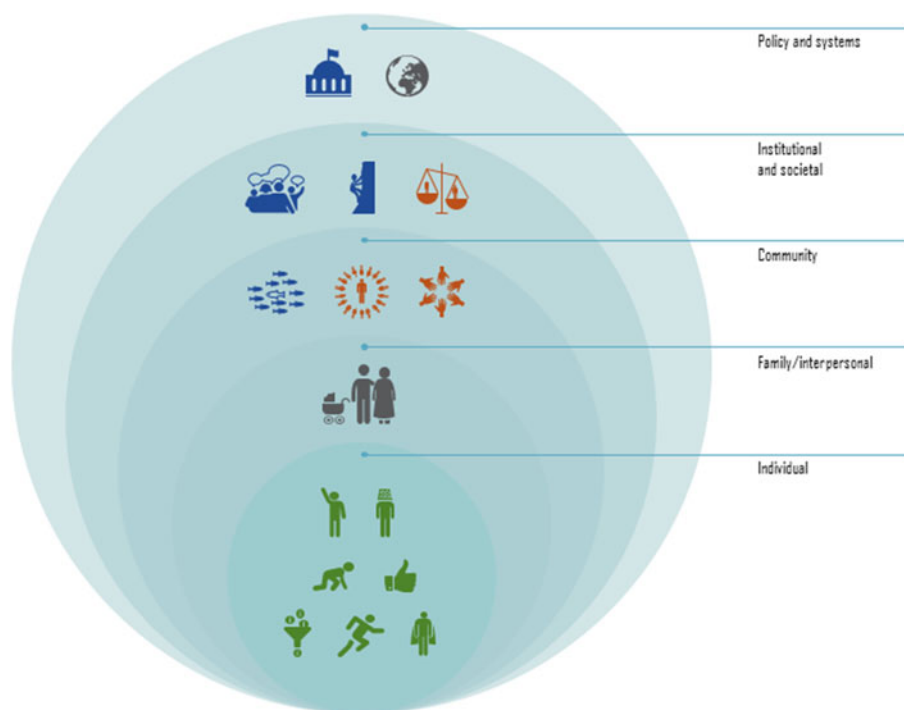 Policy and systems
Institutional
and societal
Community
Family/interpersonal
Individual